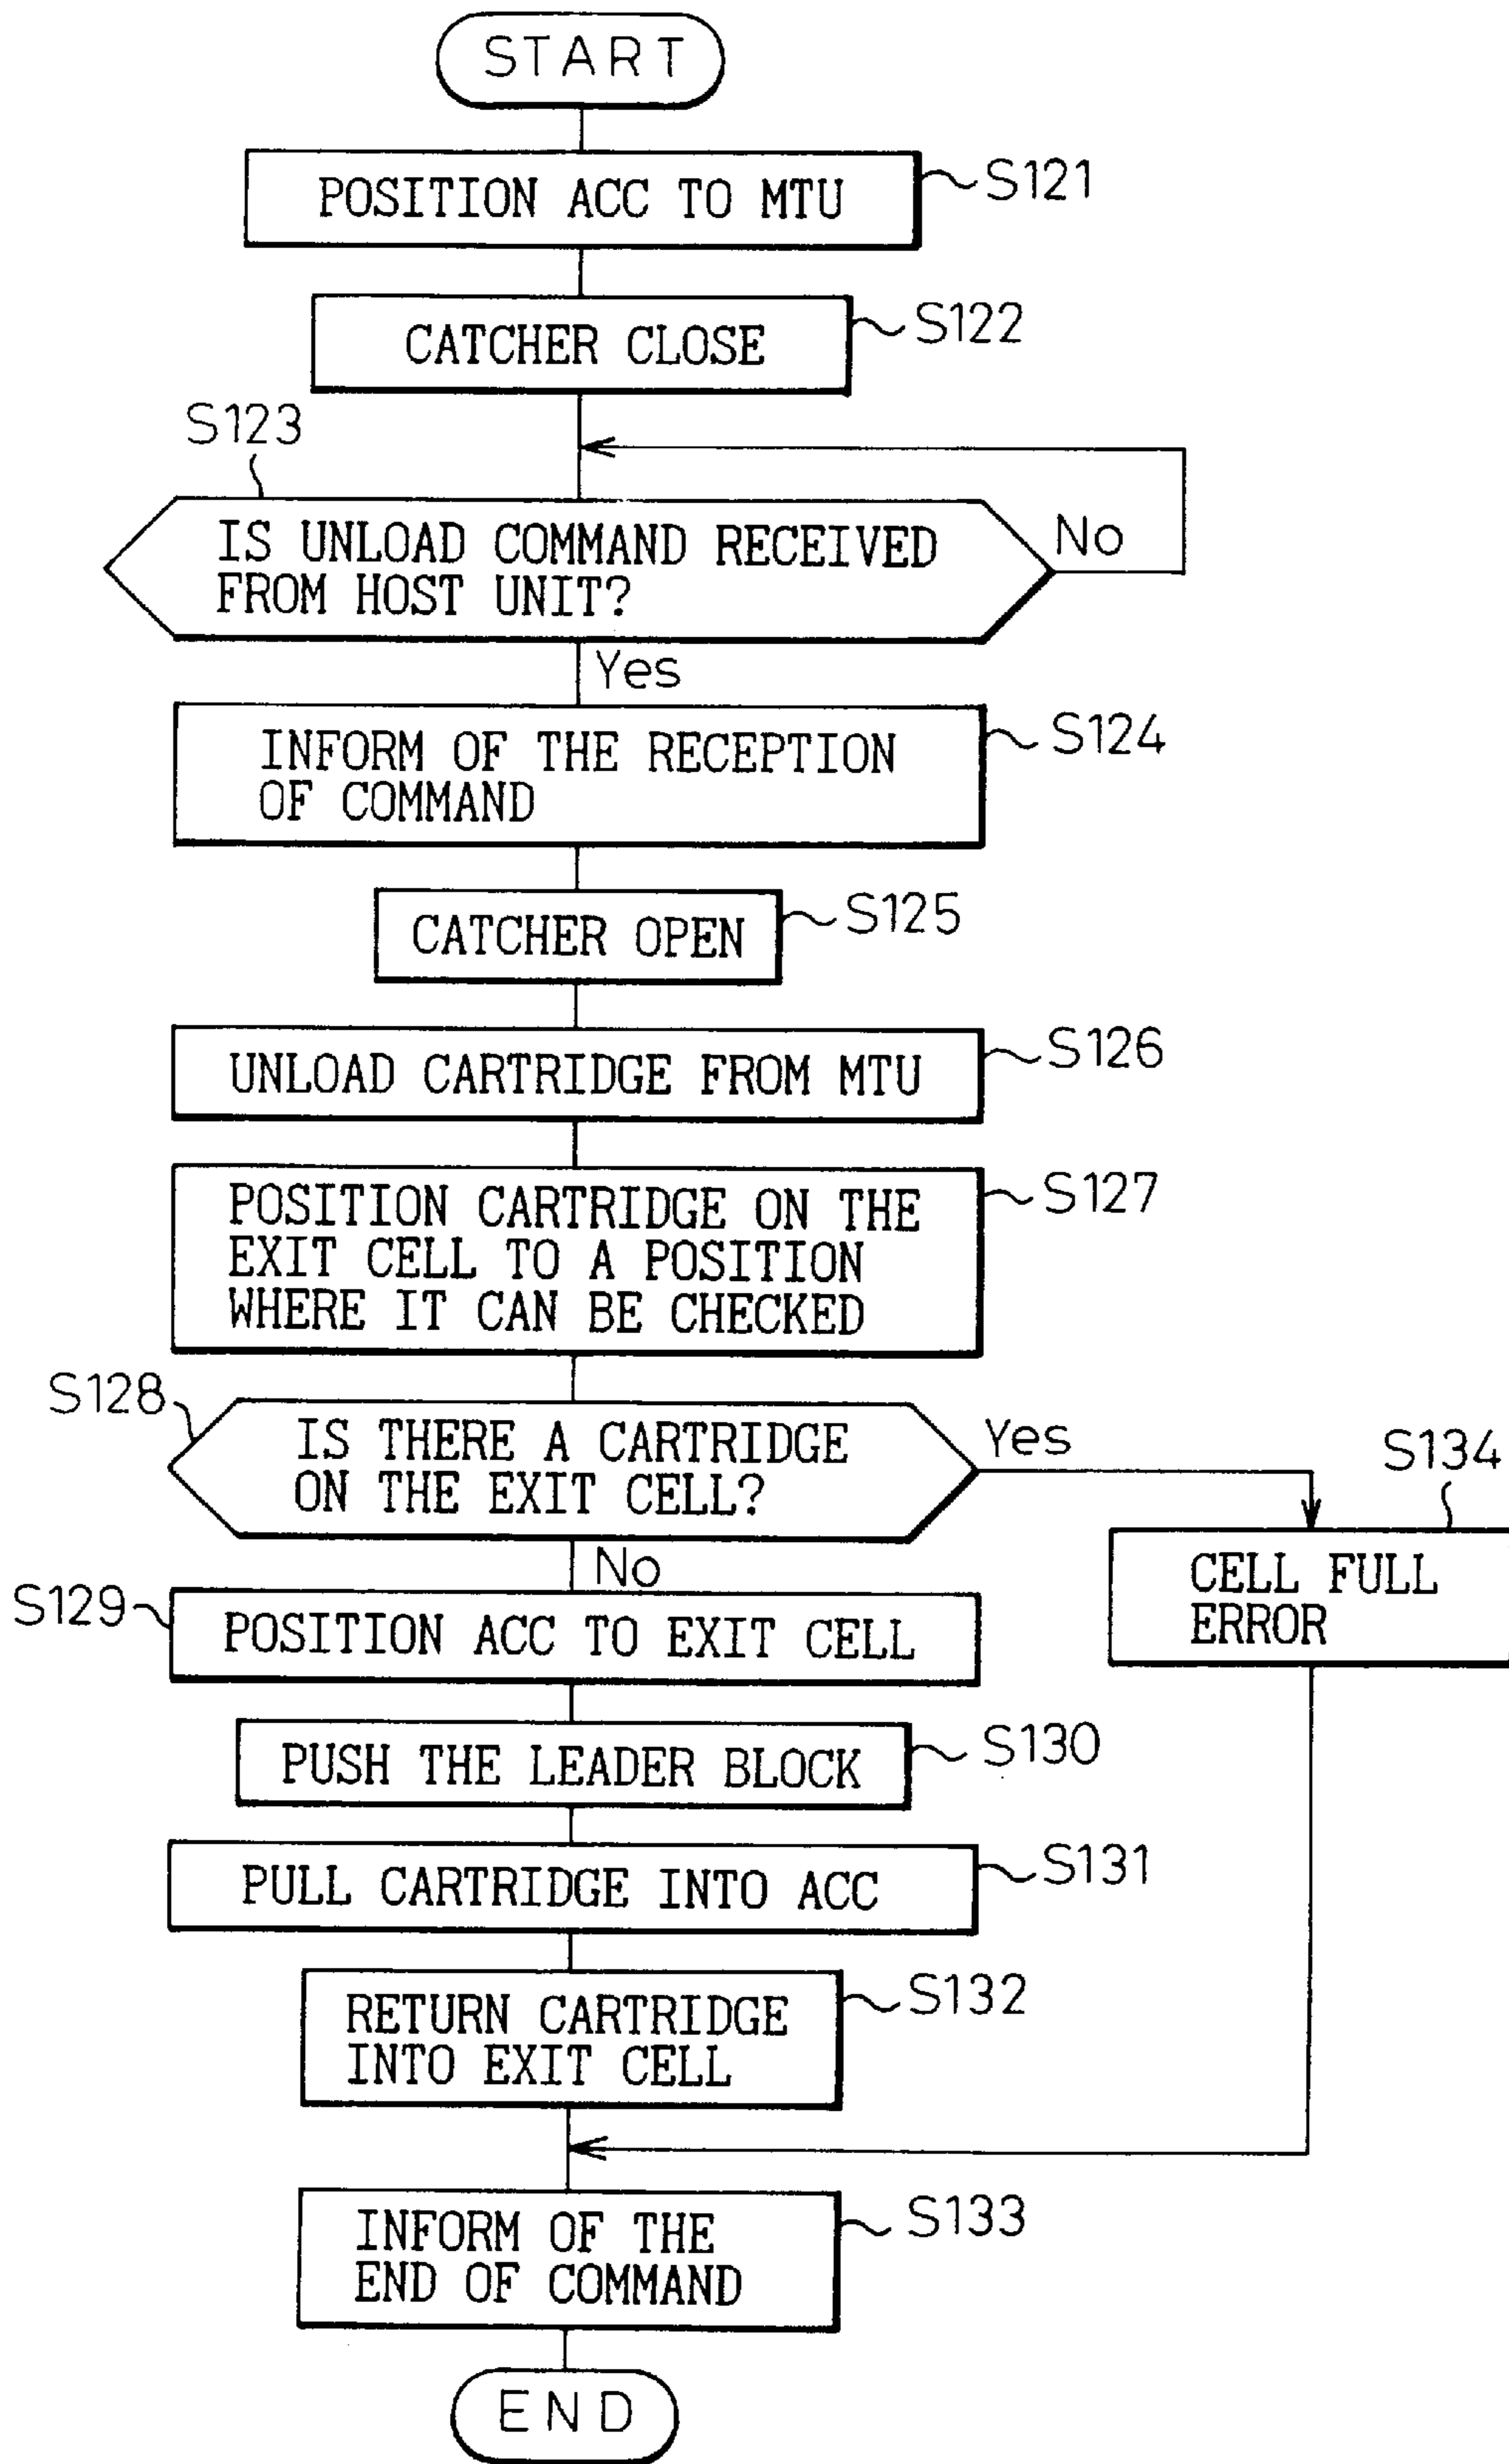 START
POSITION ACC TO MTU
S121
CATCHER CLOSE
S122
S123
IS UNLOAD COMMAND RECEIVED
FROM HOST UNIT?
No
Yes
INFORM OF THE RECEPTION
OF COMMAND
S124
CATCHER OPEN
S125
UNLOAD CARTRIDGE FROM MTU
S126
POSITION CARTRIDGE ON THE
EXIT CELL TO A POSITION
WHERE IT CAN BE CHECKED
S127
S128
IS THERE A CARTRIDGE
ON THE EXIT CELL?
Yes
No
S134
CELL FULL
ERROR
S129
POSITION ACC TO EXIT CELL
PUSH THE LEADER BLOCK
S130
PULL CARTRIDGE INTO ACC
S131
RETURN CARTRIDGE
INTO EXIT CELL
S132
INFORM OF THE
END OF COMMAND
S133
END